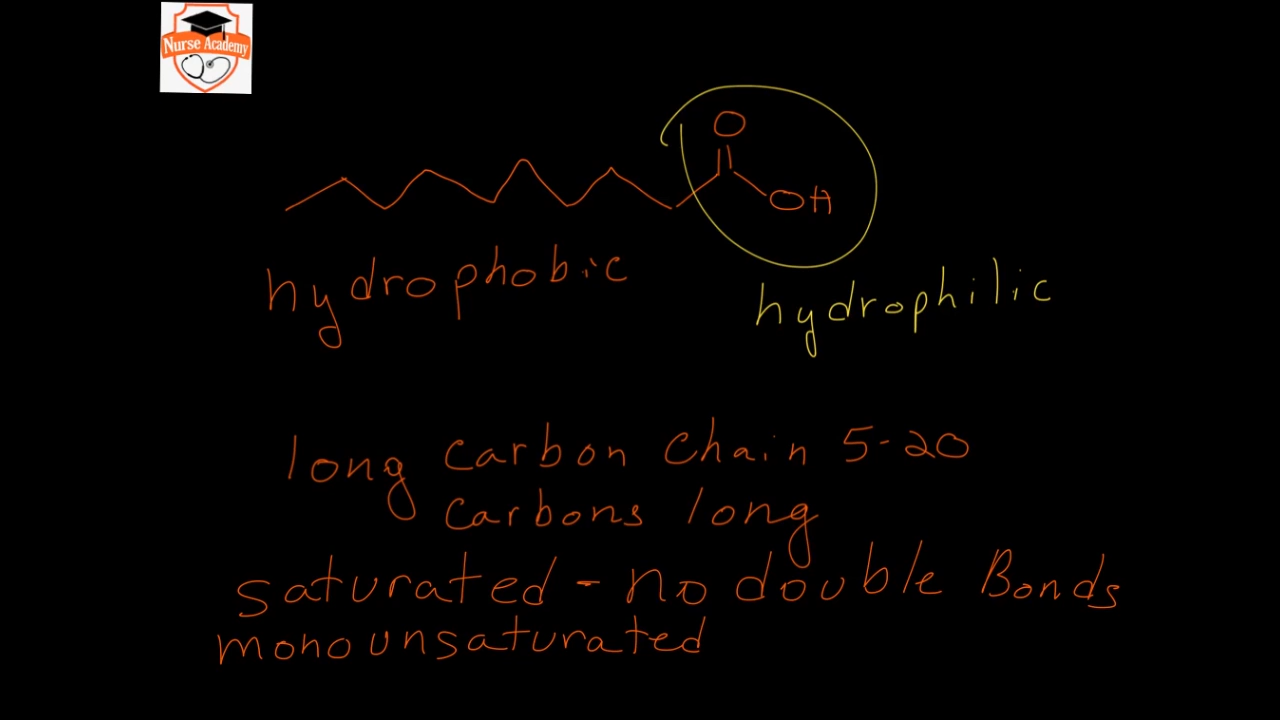 Nurse Academy
O
OH
hydrophobic
hydrophilic
long carbon chain 5-20
carbons long
saturated - no double Bonds
monounsaturated